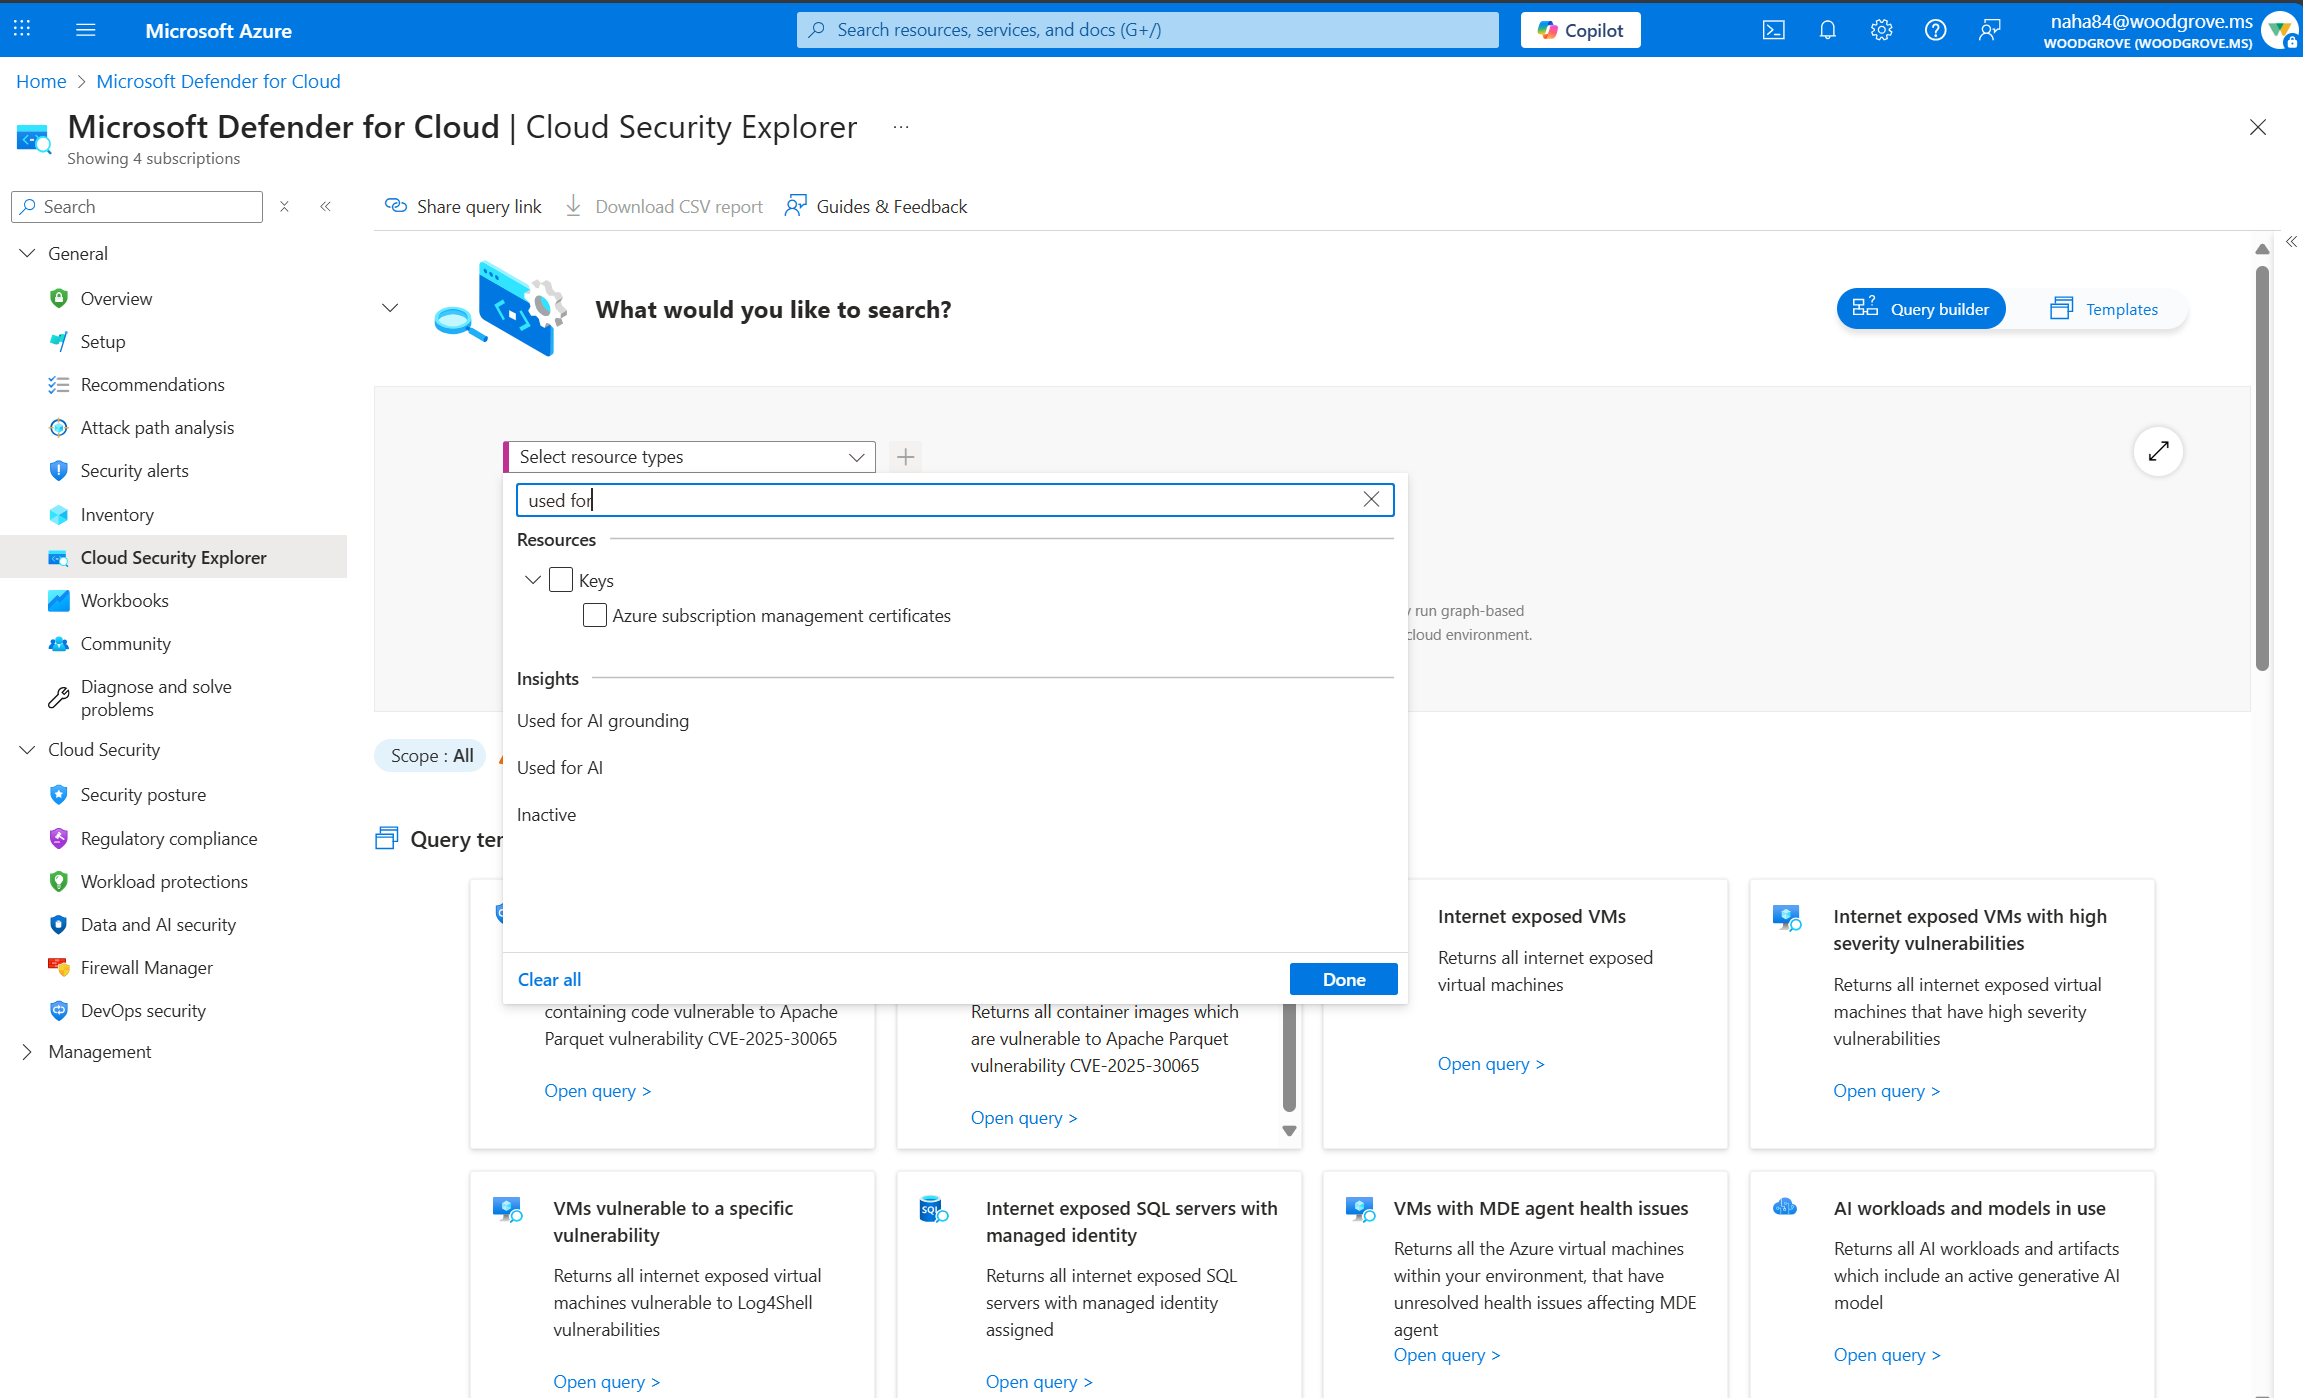 Microsoft Azure
Search resources, services, and docs (G+/)
Copilot
naha84@woodgrove.ms
WOODGROVE (WOODGROVE.MS)
Home > Microsoft Defender for Cloud
Microsoft Defender for Cloud | Cloud Security Explorer ...
Showing 4 subscriptions
Search
General
Overview
Setup
Recommendations
Attack path analysis
Security alerts
Inventory
Cloud Security Explorer
Workbooks
Community
Diagnose and solve
problems
Cloud Security
Security posture
Regulatory compliance
Workload protections
Data and AI security
Firewall Manager
DevOps security
Management
Share query link
Download CSV report
Guides & Feedback
What would you like to search?
Query builder
Templates
Select resource types
used for
Resources
Keys
Azure subscription management certificates
Insights
Used for AI grounding
Used for AI
Inactive
Clear all
Done
run graph-based
cloud environment.
Scope : All
Query ter
containing code vulnerable to Apache
Parquet vulnerability CVE-2025-30065
Open query >
Returns all container images which
are vulnerable to Apache Parquet
vulnerability CVE-2025-30065
Open query >
Internet exposed VMs
Returns all internet exposed
virtual machines
Open query >
Internet exposed VMs with high
severity vulnerabilities
Returns all internet exposed virtual
machines that have high severity
vulnerabilities
Open query >
VMs vulnerable to a specific
vulnerability
Returns all internet exposed virtual
machines vulnerable to Log4Shell
vulnerabilities
Open query >
SQL
Internet exposed SQL servers with
managed identity
Returns all internet exposed SQL
servers with managed identity
assigned
Open query >
VMs with MDE agent health issues
Returns all the Azure virtual machines
within your environment, that have
unresolved health issues affecting MDE
agent
Open query >
AI workloads and models in use
Returns all AI workloads and artifacts
which include an active generative AI
model
Open query >